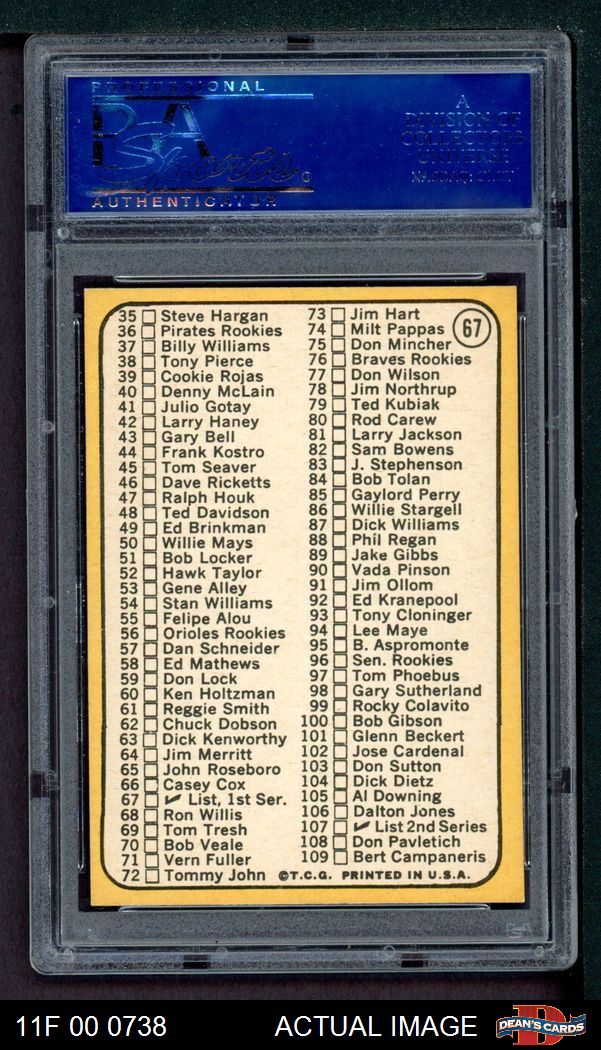 PROFESSIONAL
PSA
Sports
AUTHENTICATOR
A
DIVISION OF
COLLECTORS
UNIVERSE
NASDAQ: CLCT
67
35 Steve Hargan
36 Pirates Rookies
37 Billy Williams
38 Tony Pierce
39 Cookie Rojas
40 Denny McLain
41 Julio Gotay
42 Larry Haney
43 Gary Bell
44 Frank Kostro
45 Tom Seaver
46 Dave Ricketts
47 Ralph Houk
48 Ted Davidson
49 Ed Brinkman
50 Willie Mays
51 Bob Locker
52 Hawk Taylor
53 Gene Alley
54 Stan Williams
55 Felipe Alou
56 Orioles Rookies
57 Dan Schneider
58 Ed Mathews
59 Don Lock
60 Ken Holtzman
61 Reggie Smith
62 Chuck Dobson
63 Dick Kenworthy
64 Jim Merritt
65 John Roseboro
66 Casey Cox
67 ✓ List, 1st Ser.
68 Ron Willis
69 Tom Tresh
70 Bob Veale
71 Vern Fuller
72 Tommy John
73 Jim Hart
74 Milt Pappas
75 Don Mincher
76 Braves Rookies
77 Don Wilson
78 Jim Northrup
79 Ted Kubiak
80 Rod Carew
81 Larry Jackson
82 Sam Bowens
83 J. Stephenson
84 Bob Tolan
85 Gaylord Perry
86 Willie Stargell
87 Dick Williams
88 Phil Regan
89 Jake Gibbs
90 Vada Pinson
91 Jim Ollom
92 Ed Kranepool
93 Tony Cloninger
94 Lee Maye
95 B. Aspromonte
96 Sen. Rookies
97 Tom Phoebus
98 Gary Sutherland
99 Rocky Colavito
100 Bob Gibson
101 Glenn Beckert
102 Jose Cardenal
103 Don Sutton
104 Dick Dietz
105 Al Downing
106 Dalton Jones
107 ✓ List 2nd Series
108 Don Pavletich
109 Bert Campaneris
©T.C.G. PRINTED IN U.S.A.
PSA
11F 00 0738 ACTUAL IMAGE
D
DEAN'S CARDS